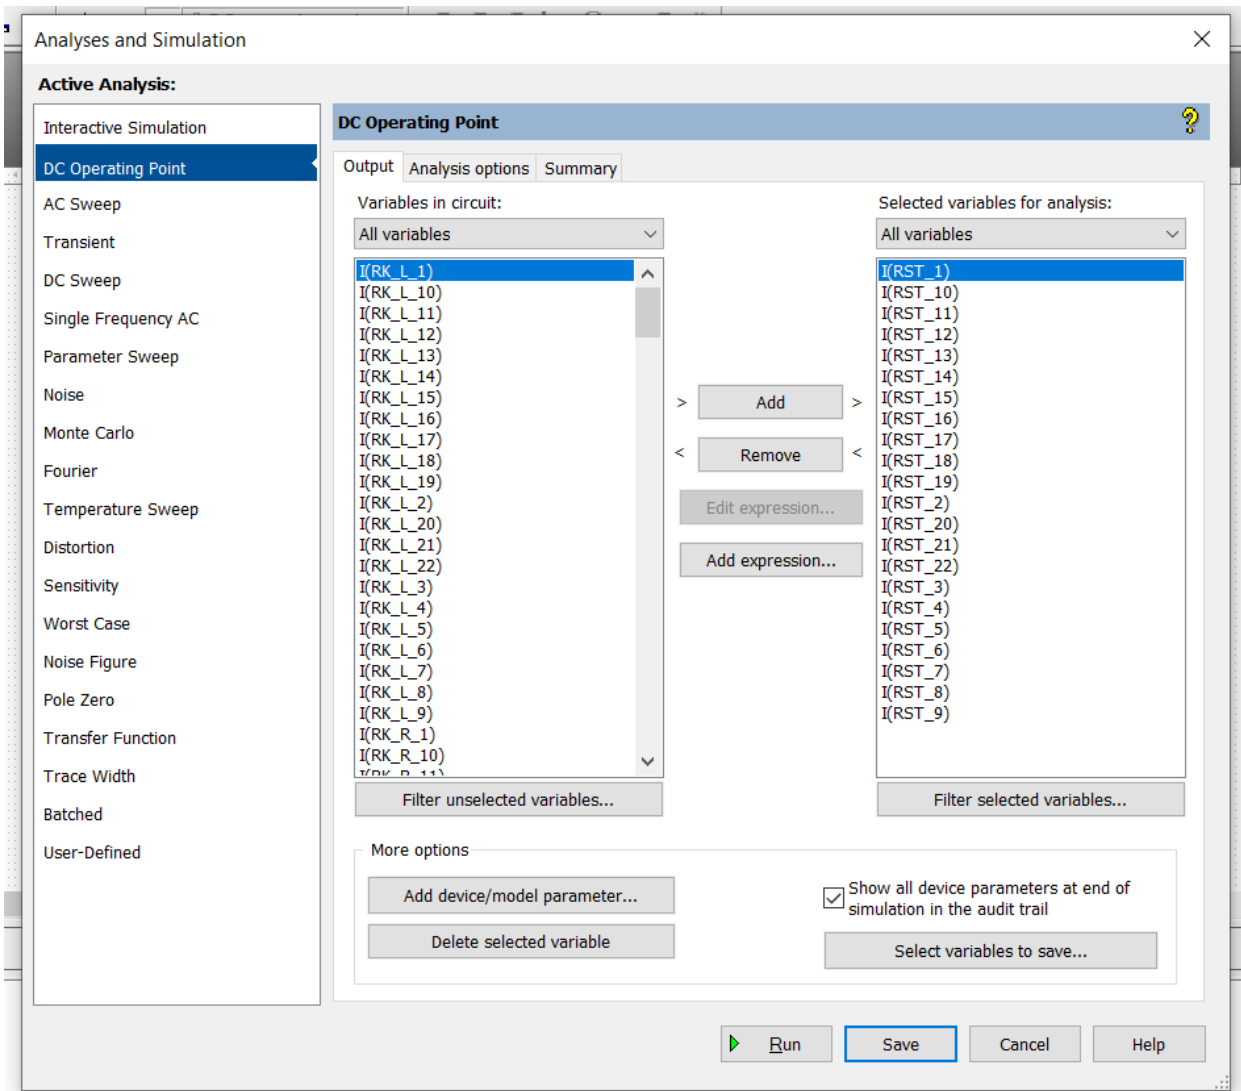 Analyses and Simulation
Active Analysis:
Interactive Simulation
DC Operating Point
AC Sweep
Transient
DC Sweep
Single Frequency AC
Parameter Sweep
Noise
Monte Carlo
Fourier
Temperature Sweep
Distortion
Sensitivity
Worst Case
Noise Figure
Pole Zero
Transfer Function
Trace Width
Batched
User-Defined
DC Operating Point
Output Analysis options Summary
Variables in circuit:
All variables
I(RK_L_1)
I(RK_L_10)
I(RK_L_11)
I(RK_L_12)
I(RK_L_13)
I(RK_L_14)
I(RK_L_15)
I(RK_L_16)
I(RK_L_17)
I(RK_L_18)
I(RK_L_19)
I(RK_L_2)
I(RK_L_20)
I(RK_L_21)
I(RK_L_22)
I(RK_L_3)
I(RK_L_4)
I(RK_L_5)
I(RK_L_6)
I(RK_L_7)
I(RK_L_8)
I(RK_L_9)
I(RK_R_1)
I(RK_R_10)
I(RK_R_11)
Filter unselected variables...
> Add >
< Remove <
Edit expression...
Add expression...
Selected variables for analysis:
All variables
I(RST_1)
I(RST_10)
I(RST_11)
I(RST_12)
I(RST_13)
I(RST_14)
I(RST_15)
I(RST_16)
I(RST_17)
I(RST_18)
I(RST_19)
I(RST_2)
I(RST_20)
I(RST_21)
I(RST_22)
I(RST_3)
I(RST_4)
I(RST_5)
I(RST_6)
I(RST_7)
I(RST_8)
I(RST_9)
Filter selected variables...
More options
Add device/model parameter...
Delete selected variable
Show all device parameters at end of
simulation in the audit trail
Select variables to save...
Run Save Cancel Help